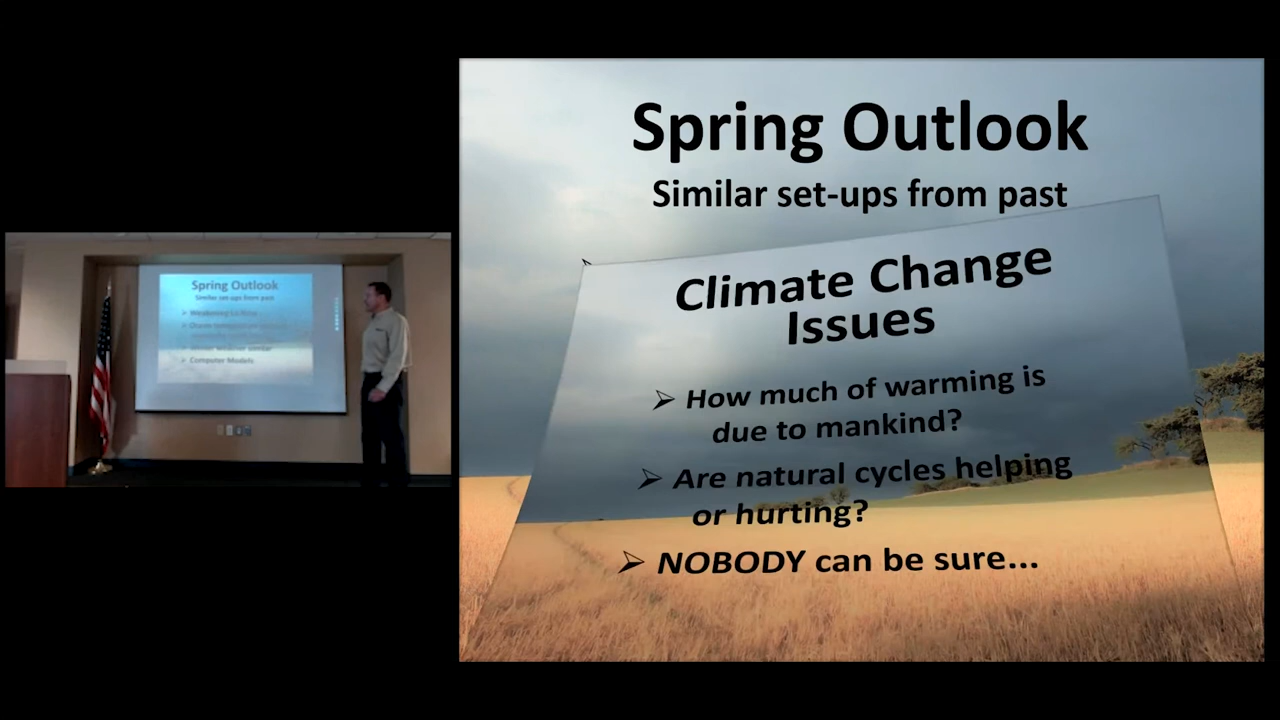 Spring Outlook
Similar set-ups from past
Climate Change
Issues
➢ How much of warming is
due to mankind?
➢ Are natural cycles helping
or hurting?
➢ NOBODY can be sure...
Spring Outlook
Similar set-ups from past
➢ Computer Models